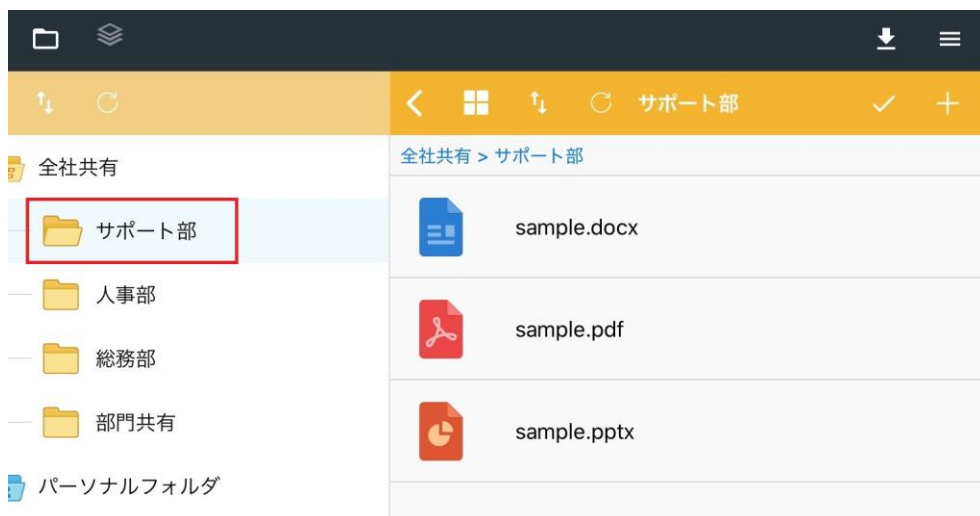 サポート部
全社共有
サポート部
人事部
総務部
部門共有
パーソナルフォルダ
全社共有 > サポート部
sample.docx
sample.pdf
sample.pptx